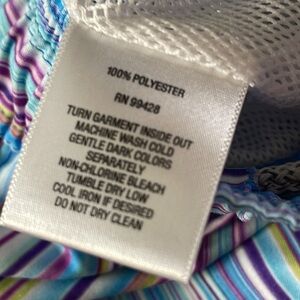 100% POLYESTER
RN 99428
TURN GARMENT INSIDE OUT
MACHINE WASH COLD
GENTLE DARK COLORS
SEPARATELY
NON-CHLORINE BLEACH
TUMBLE DRY LOW
COOL IRON IF DESIRED
DO NOT DRY CLEAN